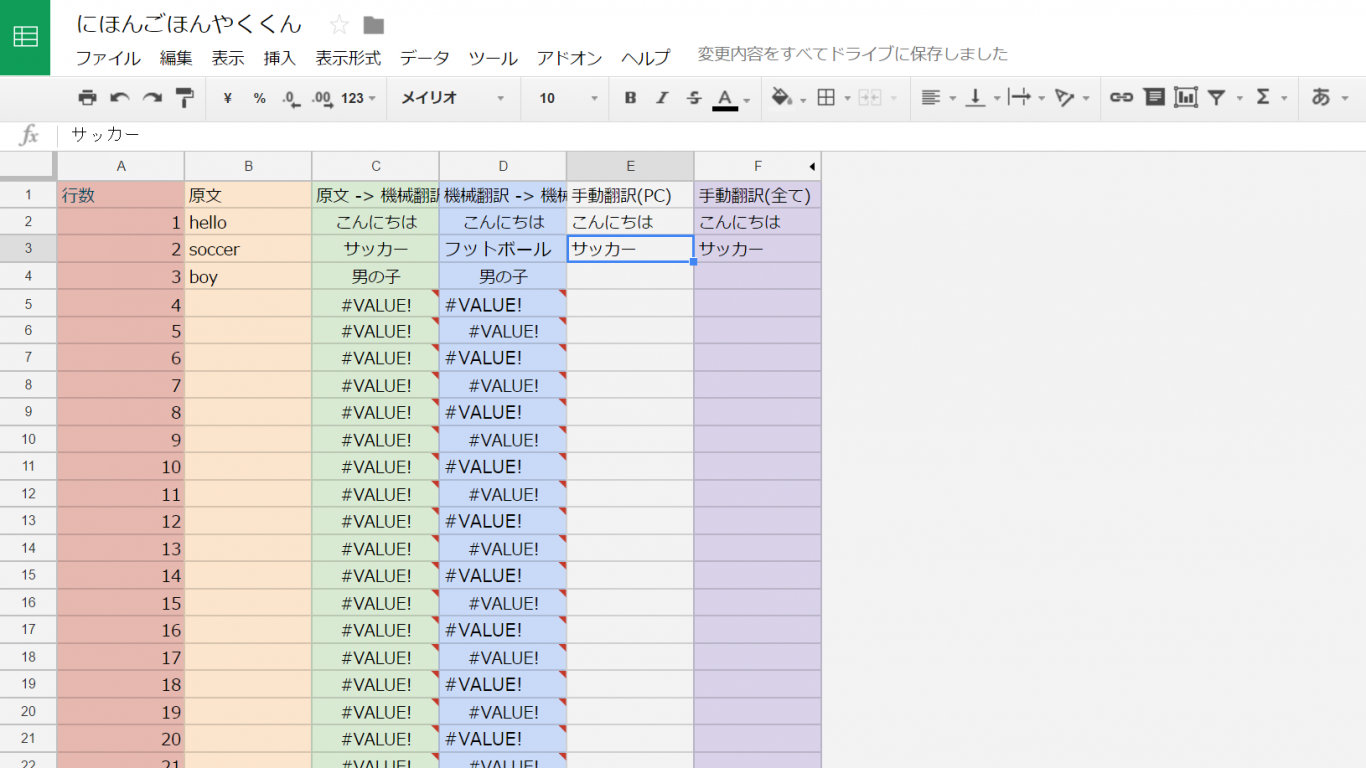 にほんごほんやくくん
ファイル 編集 表示 挿入 表示形式 データ ツール アドオン ヘルプ 変更内容をすべてドライブに保存しました
¥ % .0 .00 123 メイリオ 10 B I S A Σ あ
fx サッカー
A B C D E F
1 行数 原文 原文 -> 機械翻訳 機械翻訳 -> 機械 手動翻訳(PC) 手動翻訳(全て)
2 1 hello こんにちは こんにちは こんにちは こんにちは
3 2 soccer サッカー フットボール サッカー サッカー
4 3 boy 男の子 男の子
5 4 #VALUE! #VALUE!
6 5 #VALUE! #VALUE!
7 6 #VALUE! #VALUE!
8 7 #VALUE! #VALUE!
9 8 #VALUE! #VALUE!
10 9 #VALUE! #VALUE!
11 10 #VALUE! #VALUE!
12 11 #VALUE! #VALUE!
13 12 #VALUE! #VALUE!
14 13 #VALUE! #VALUE!
15 14 #VALUE! #VALUE!
16 15 #VALUE! #VALUE!
17 16 #VALUE! #VALUE!
18 17 #VALUE! #VALUE!
19 18 #VALUE! #VALUE!
20 19 #VALUE! #VALUE!
21 20 #VALUE! #VALUE!
22 21 #VALUE! #VALUE!